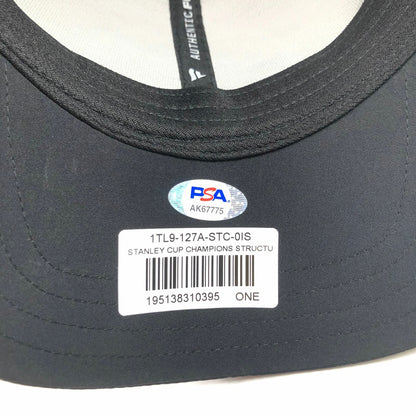 AUTHENTIC
PSA
AK67775
1TL9-127A-STC-0IS
STANLEY CUP CHAMPIONS STRUCTU
195138310395 ONE